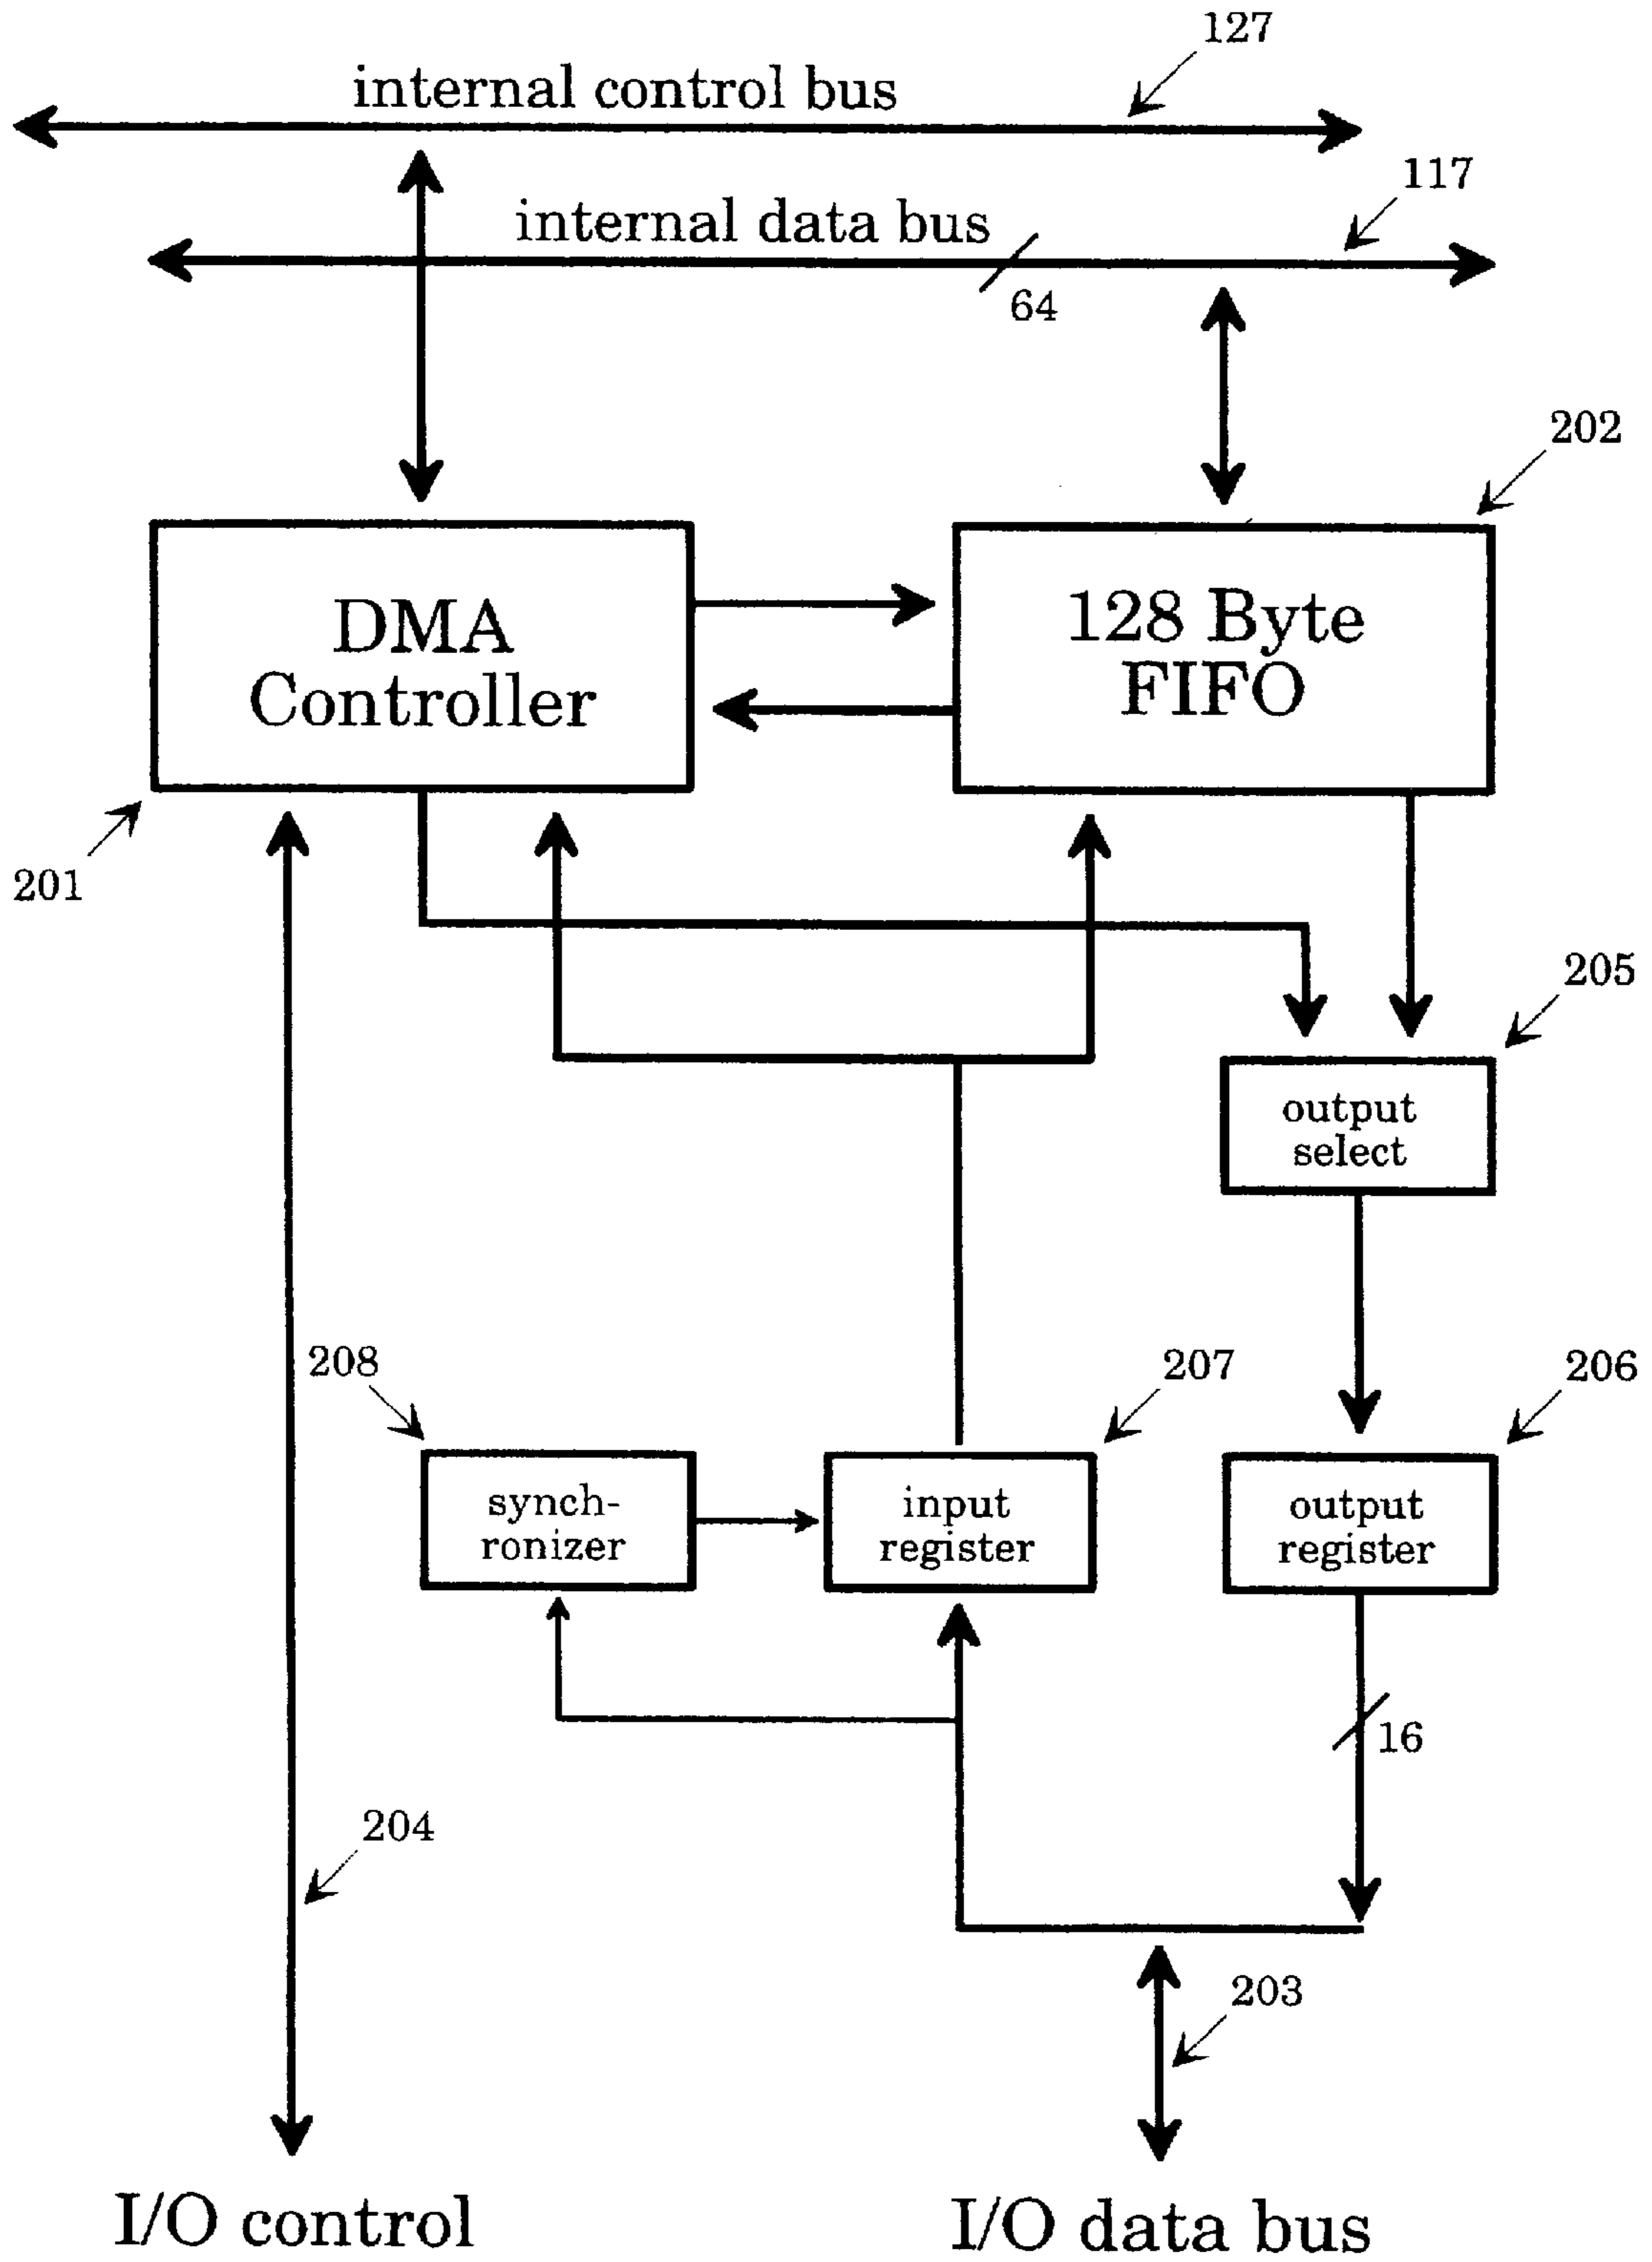 127
internal control bus
117
internal data bus
64
202
DMA
Controller
128 Byte
FIFO
201
205
output
select
208
207
206
synch-
ronizer
input
register
output
register
16
204
203
I/O control
I/O data bus